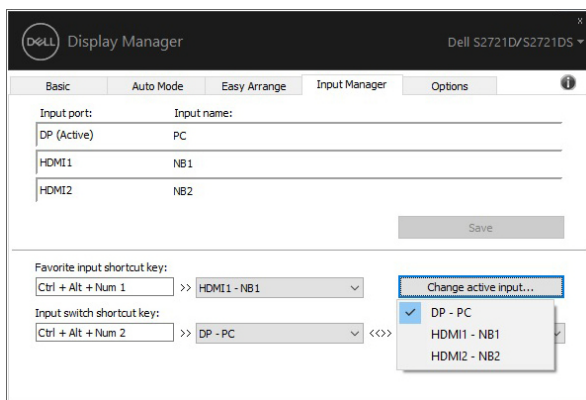 DELL Display Manager
x
Dell S2721D/S2721DS
Basic Auto Mode Easy Arrange Input Manager Options i
Input port: Input name:
DP (Active) PC
HDMI1 NB1
HDMI2 NB2
Save
Favorite input shortcut key:
Ctrl + Alt + Num 1 >> HDMI1 - NB1 Change active input...
Input switch shortcut key:
Ctrl + Alt + Num 2 >> DP - PC <<>>
DP - PC
HDMI1 - NB1
HDMI2 - NB2